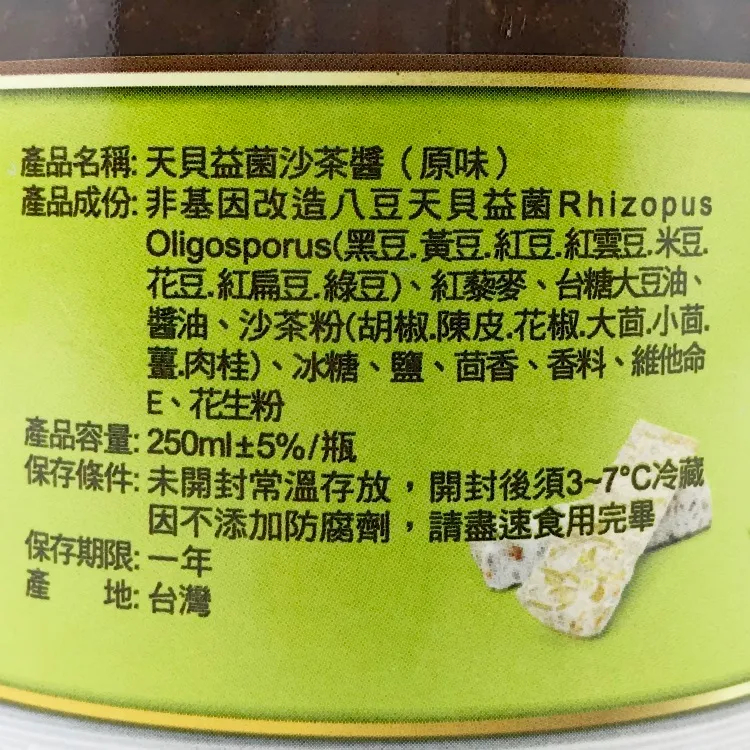 產品名稱: 天貝益菌沙茶醬（原味）
產品成份: 非基因改造八豆天貝益菌Rhizopus
Oligosporus(黑豆.黃豆.紅豆.紅雲豆.米豆.
花豆.紅扁豆.綠豆)、紅藜麥、台糖大豆油、
醬油、沙茶粉(胡椒.陳皮.花椒.大茴.小茴.
薑.肉桂)、冰糖、鹽、茴香、香料、維他命
E、花生粉
產品容量: 250ml±5%/瓶
保存條件: 未開封常溫存放，開封後須3~7°C冷藏
因不添加防腐劑，請盡速食用完畢
保存期限: 一年
產　　地: 台灣